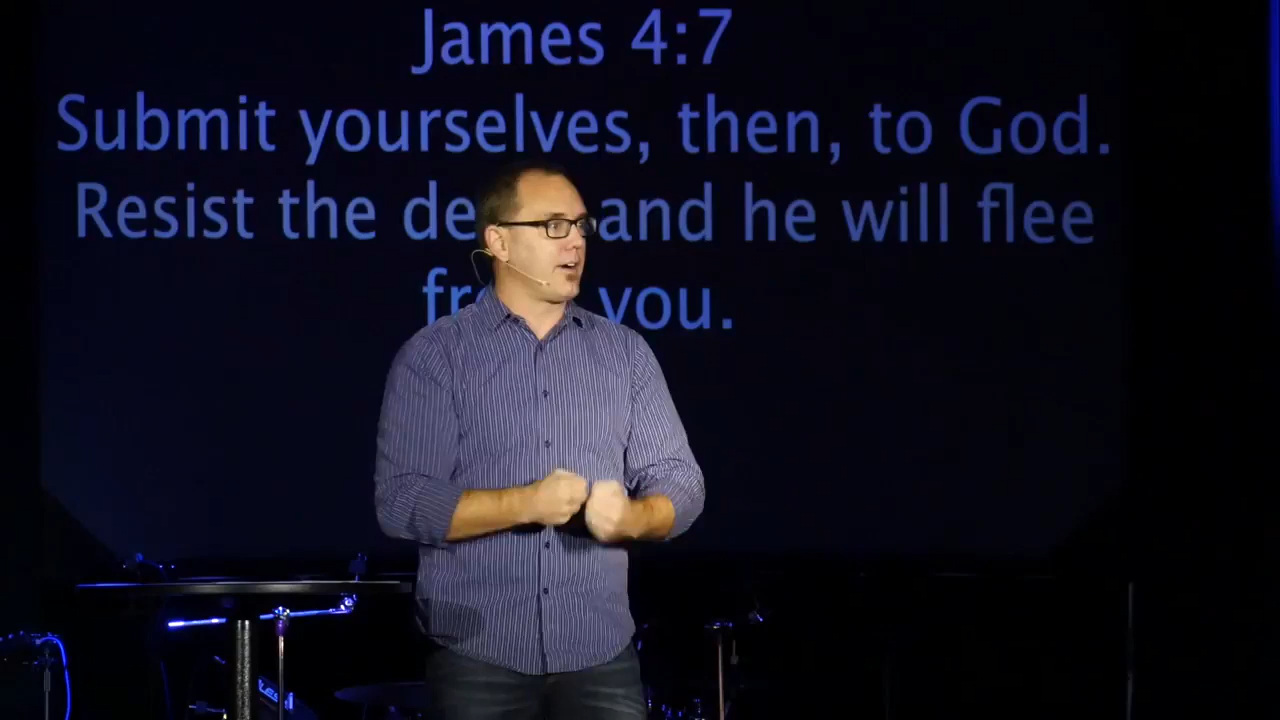 James 4:7
Submit yourselves, then, to God.
Resist the and he will flee
you.